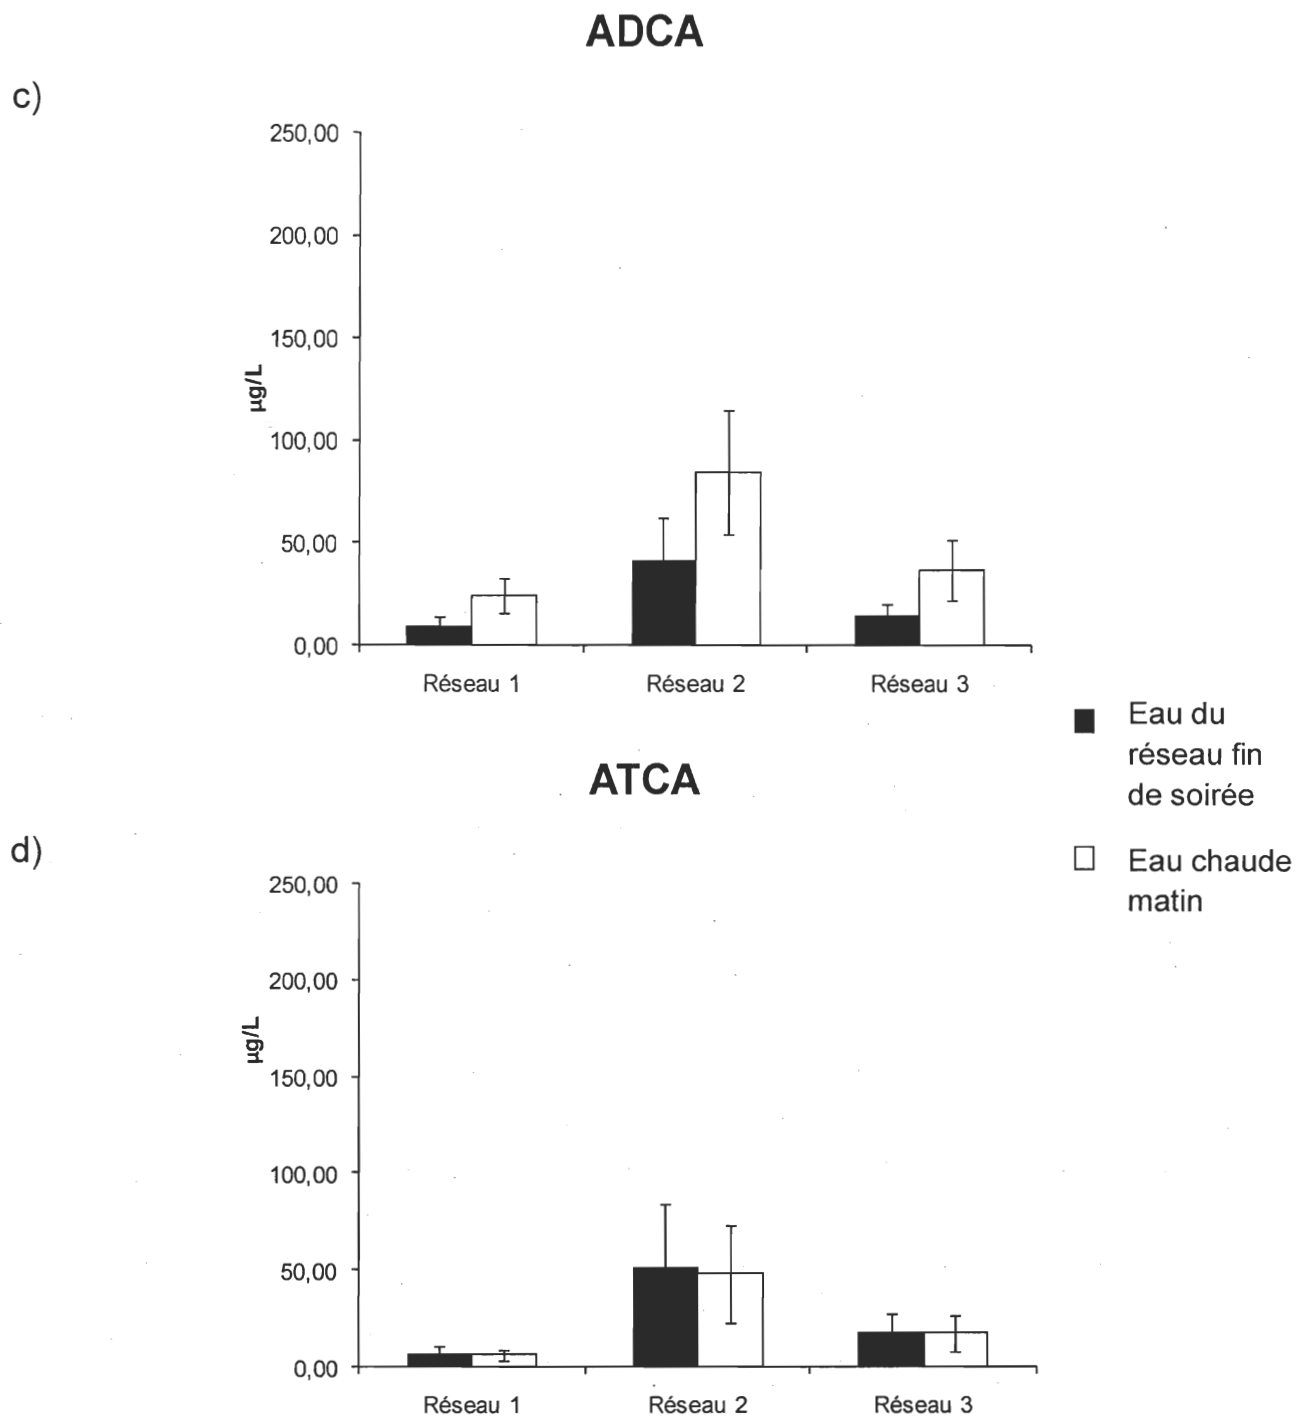 ADCA
c)
250,00
200,00
150,00
µg/L
100,00
50,00
0,00
Réseau 1
Réseau 2
Réseau 3
Eau du
réseau fin
de soirée
Eau chaude
matin
ATCA
d)
250,00
200,00
µg/L
150,00
100,00
50,00
0,00
Réseau 1
Réseau 2
Réseau 3